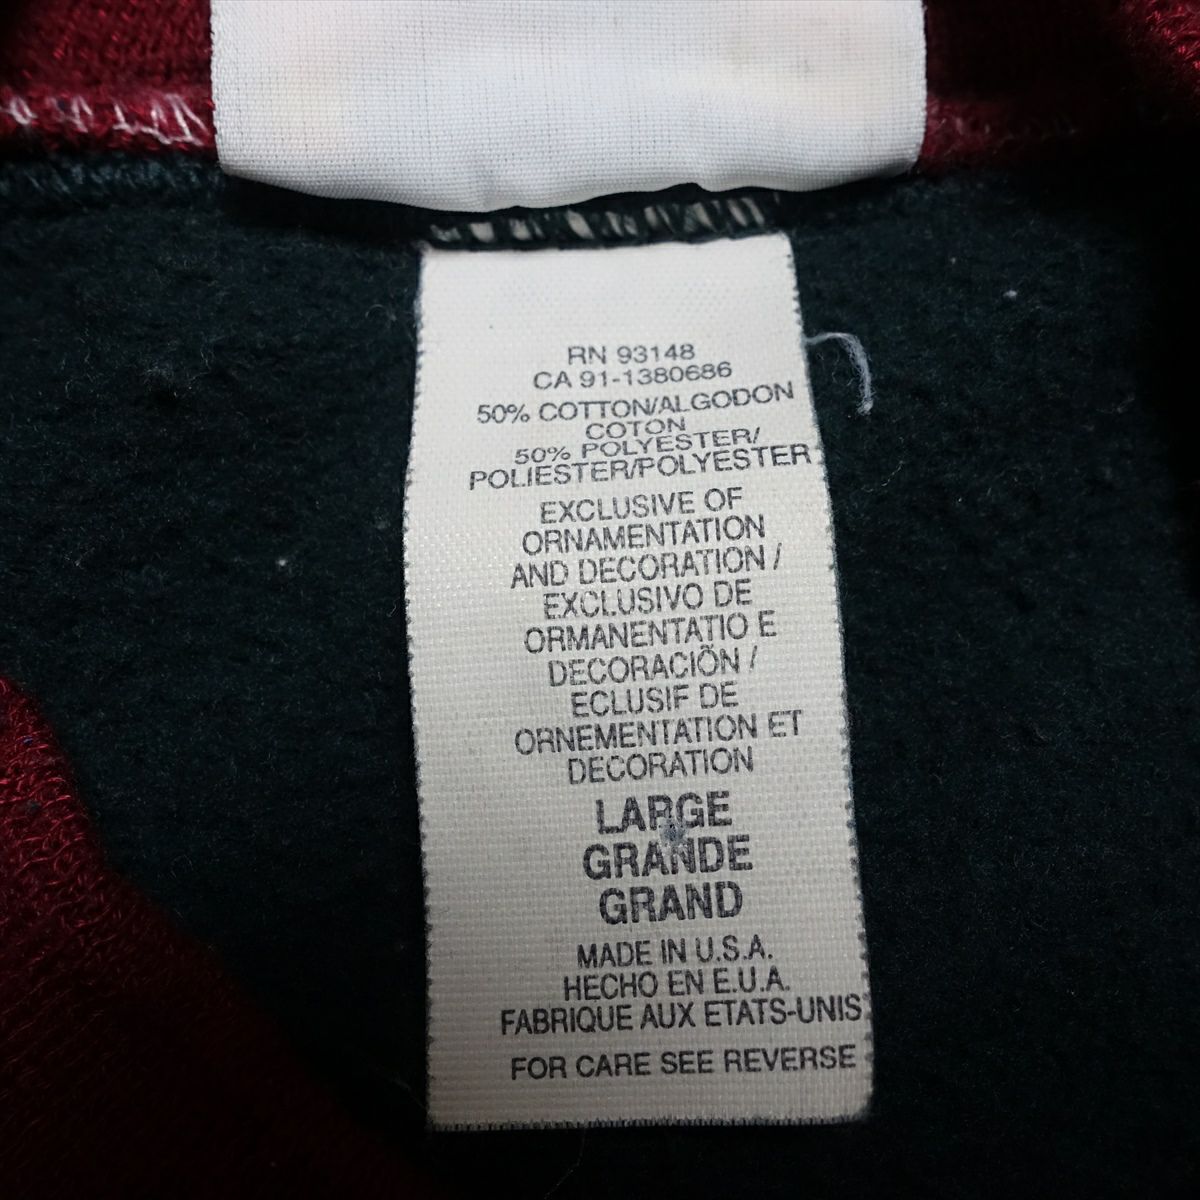 RN 93148
CA 91-1380686
50% COTTON/ALGODON
COTON
50% POLYESTER/
POLIESTER/POLYESTER
EXCLUSIVE OF
ORNAMENTATION
AND DECORATION /
EXCLUSIVO DE
ORMANENTATIO E
DECORACIÕN /
ECLUSIF DE
ORNEMENTATION ET
DECORATION
LARGE
GRANDE
GRAND
MADE IN U.S.A.
HECHO EN E.U.A.
FABRIQUE AUX ETATS-UNIS
FOR CARE SEE REVERSE